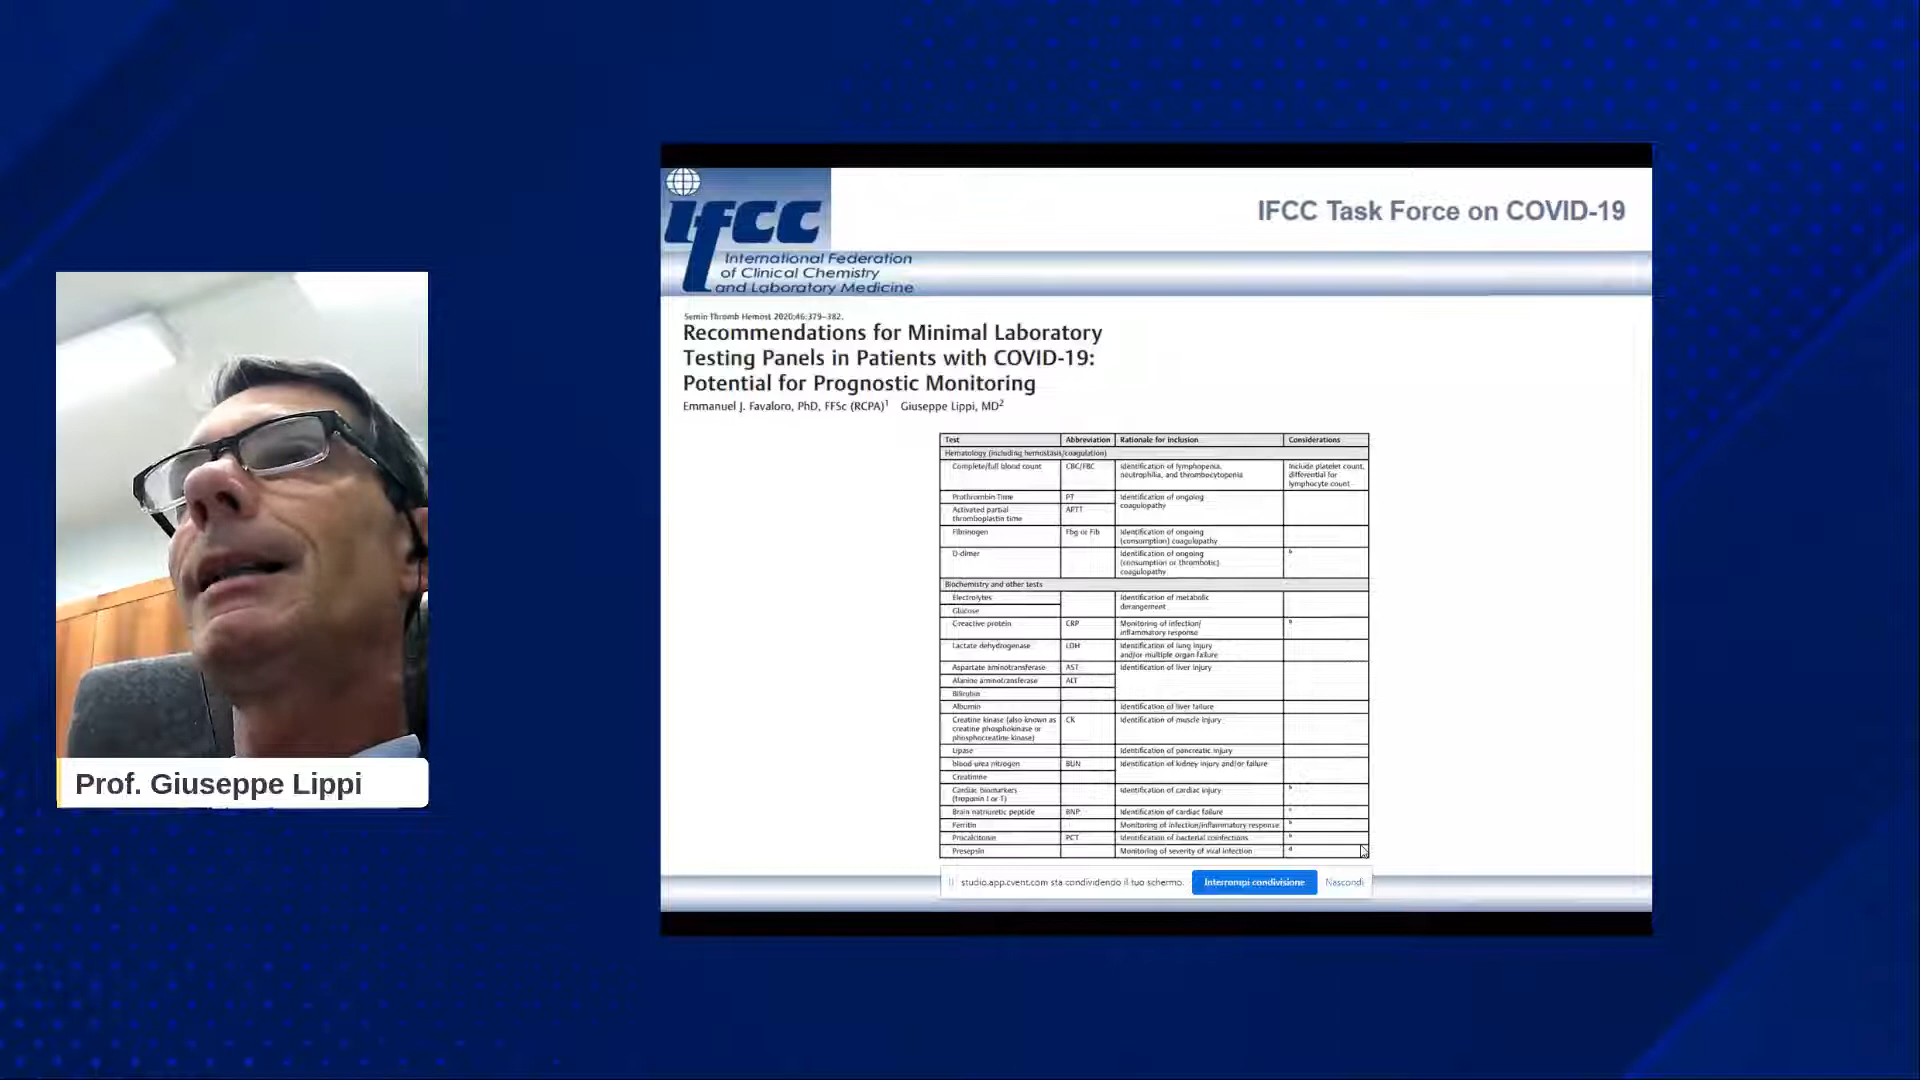 Prof. Giuseppe Lippi
ifcc
International Federation
of Clinical Chemistry
and Laboratory Medicine
IFCC Task Force on COVID-19
Semin Thromb Hemost 2020;46:379–382.
Recommendations for Minimal Laboratory
Testing Panels in Patients with COVID-19:
Potential for Prognostic Monitoring
Emmanuel J. Favaloro, PhD, FFSc (RCPA)1 Giuseppe Lippi, MD2
Test Abbreviation Rationale for inclusion Considerations
Hematology (including hemostasis/coagulation)
Complete/full blood count CBC/FBC Identification of lymphopenia, Include platelet count,
neutrophilia, and thrombocytopenia differential for
lymphocyte count
Prothrombin Time PT Identification of ongoing
coagulopathy
Activated partial APTT
thromboplastin time
Fibrinogen Fbg or Fib Identification of ongoing
(consumption) coagulopathy
D-dimer Identification of ongoing b
(consumption or thrombotic)
coagulopathy
Biochemistry and other tests
Electrolytes Identification of metabolic
derangement
Glucose
C-reactive protein CRP Monitoring of infection/ b
inflammatory response
Lactate dehydrogenase LDH Identification of lung injury
and/or multiple organ failure
Aspartate aminotransferase AST Identification of liver injury
Alanine aminotransferase ALT
Bilirubin
Albumin Identification of liver failure
Creatine kinase (also known as CK Identification of muscle injury
creatine phosphokinase or
phosphocreatine kinase)
Lipase Identification of pancreatic injury
blood urea nitrogen BUN Identification of kidney injury and/or failure
Creatinine
Cardiac biomarkers Identification of cardiac injury b
(troponin I or T)
Brain natriuretic peptide BNP Identification of cardiac failure c
Ferritin Monitoring of infection/inflammatory response b
Procalcitonin PCT Identification of bacterial coinfections b
Presepsin Monitoring of severity of viral infection d
studio.app.cvent.com sta condividendo il tuo schermo. Interrompi condivisione Nascondi